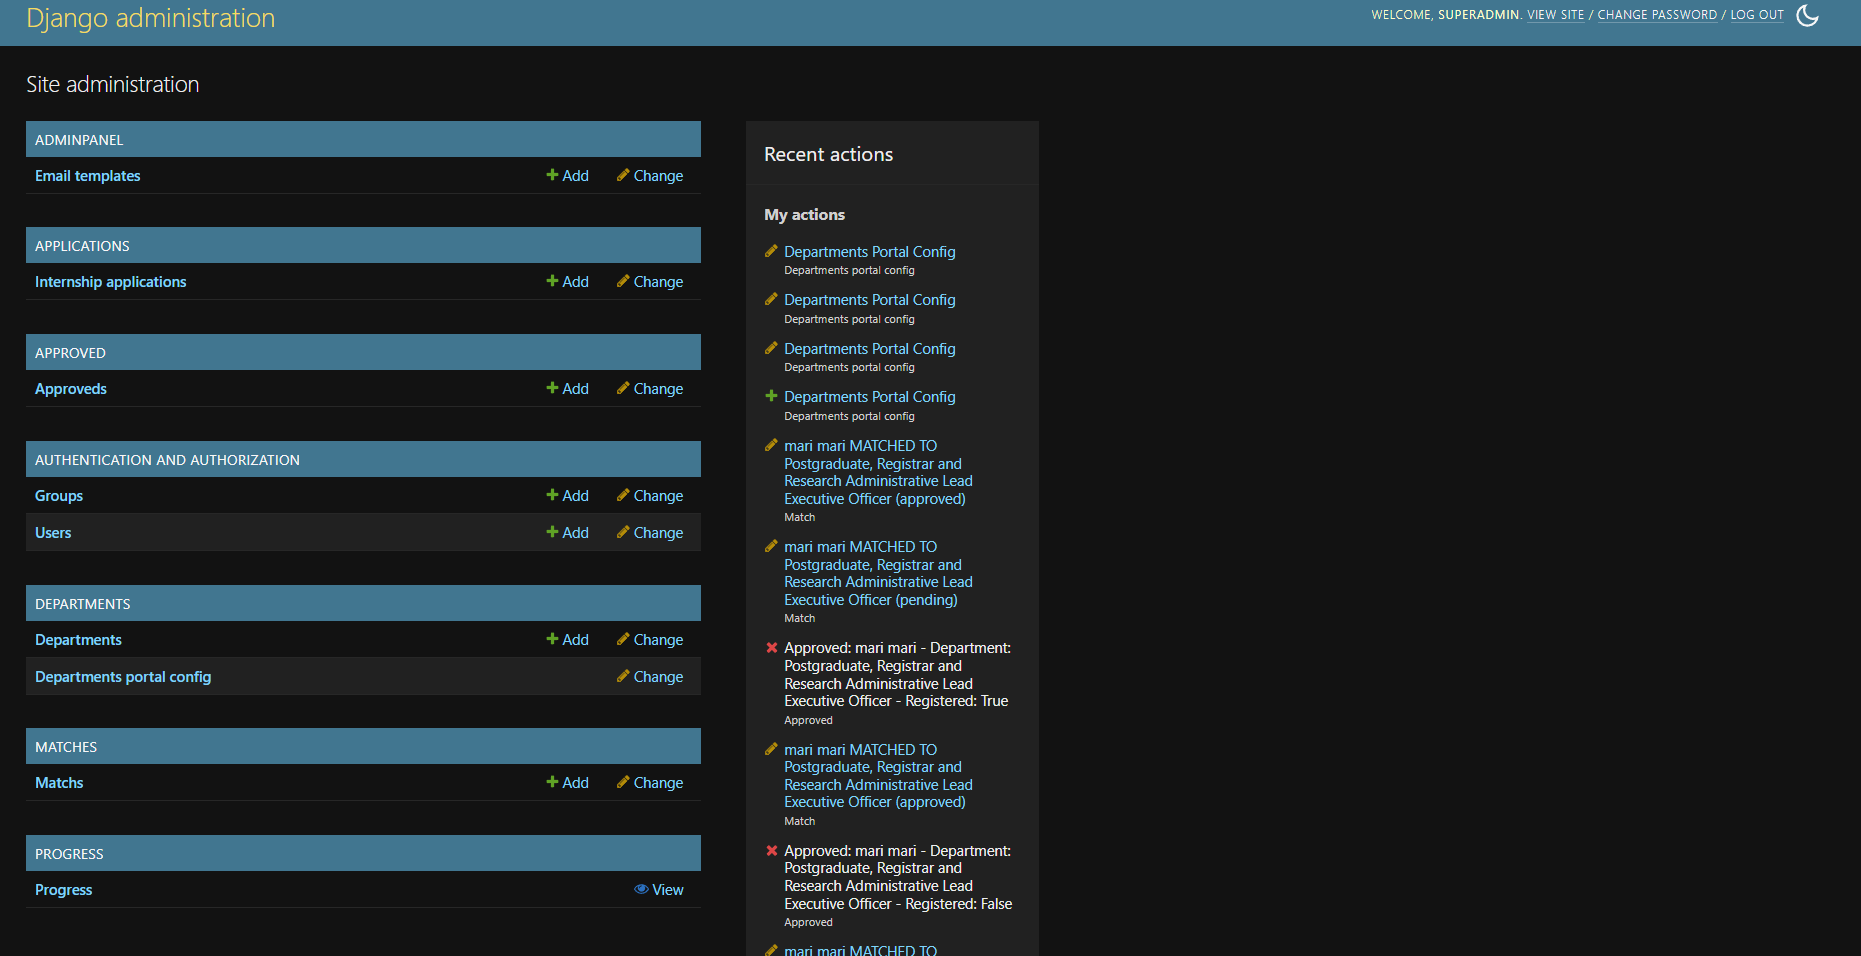 Django administration
WELCOME, SUPERADMIN. VIEW SITE / CHANGE PASSWORD / LOG OUT
Site administration
ADMINPANEL
Email templates Add Change
APPLICATIONS
Internship applications Add Change
APPROVED
Approveds Add Change
AUTHENTICATION AND AUTHORIZATION
Groups Add Change
Users Add Change
DEPARTMENTS
Departments Add Change
Departments portal config Change
MATCHES
Matchs Add Change
PROGRESS
Progress View
Recent actions
My actions
Departments Portal Config
Departments portal config
Departments Portal Config
Departments portal config
Departments Portal Config
Departments portal config
Departments Portal Config
Departments portal config
mari mari MATCHED TO
Postgraduate, Registrar and
Research Administrative Lead
Executive Officer (approved)
Match
mari mari MATCHED TO
Postgraduate, Registrar and
Research Administrative Lead
Executive Officer (pending)
Match
Approved: mari mari - Department:
Postgraduate, Registrar and
Research Administrative Lead
Executive Officer - Registered: True
Approved
mari mari MATCHED TO
Postgraduate, Registrar and
Research Administrative Lead
Executive Officer (approved)
Match
Approved: mari mari - Department:
Postgraduate, Registrar and
Research Administrative Lead
Executive Officer - Registered: False
Approved
mari mari MATCHED TO